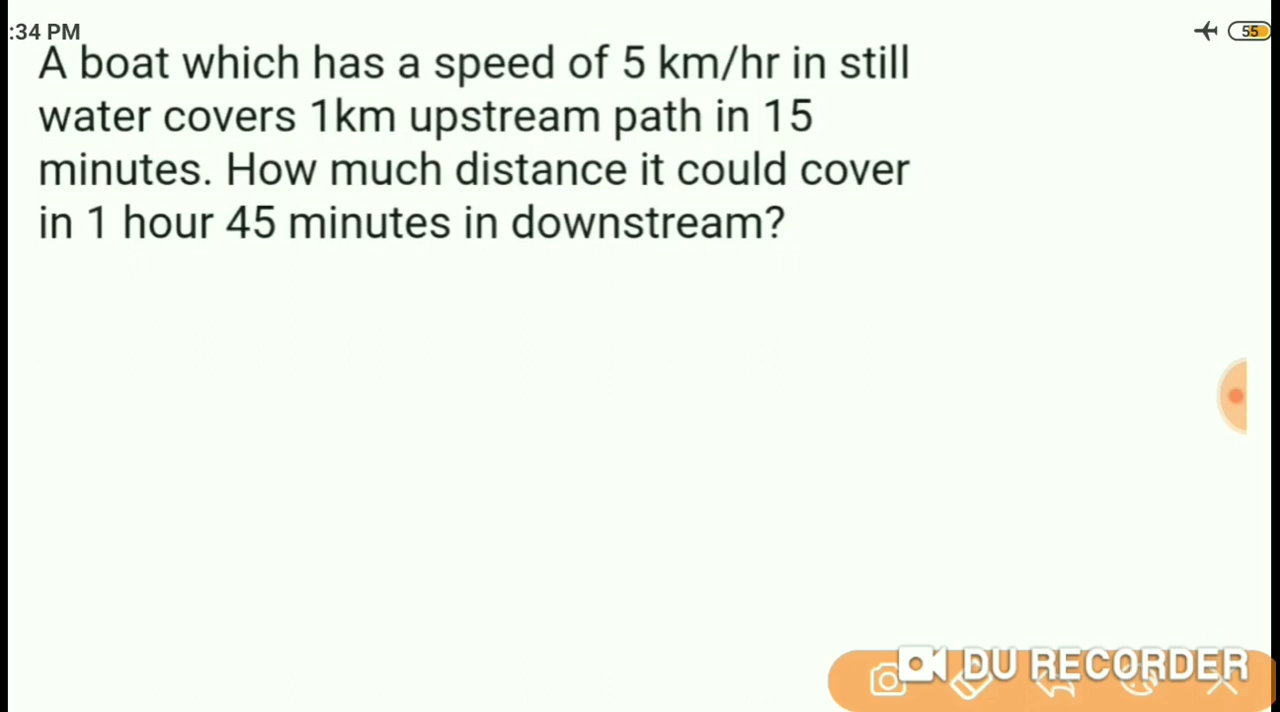 :34 PM
55
A boat which has a speed of 5 km/hr in still
water covers 1km upstream path in 15
minutes. How much distance it could cover
in 1 hour 45 minutes in downstream?
DU RECORDER